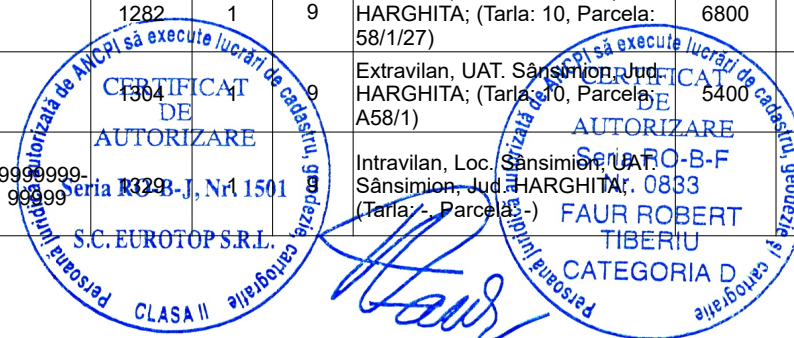 1282 1 9 HARGHITA; (Tarla: 10, Parcela: 6800
58/1/27)
1304 1 9 Extravilan, UAT. Sânsimion, Jud. 5400
HARGHITA; (Tarla: 10, Parcela:
A58/1)
9999999-
99999
1329 1 9 Intravilan, Loc. Sânsimion, UAT.
Sânsimion, Jud. HARGHITA;
(Tarla: -, Parcela: -)
Persoană juridică autorizată de ANCPI să execute lucrări de cadastru, geodezie, cartografie
CERTIFICAT
DE
AUTORIZARE
Seria RO-B-J, Nr. 1501
S.C. EUROTOP S.R.L.
CLASA II
autorizată de ANCPI să execute lucrări de cadastru, geodezie și cartografie
Persoană juridică
CERTIFICAT
DE
AUTORIZARE
Seria RO-B-F
Nr. 0833
FAUR ROBERT
TIBERIU
CATEGORIA D